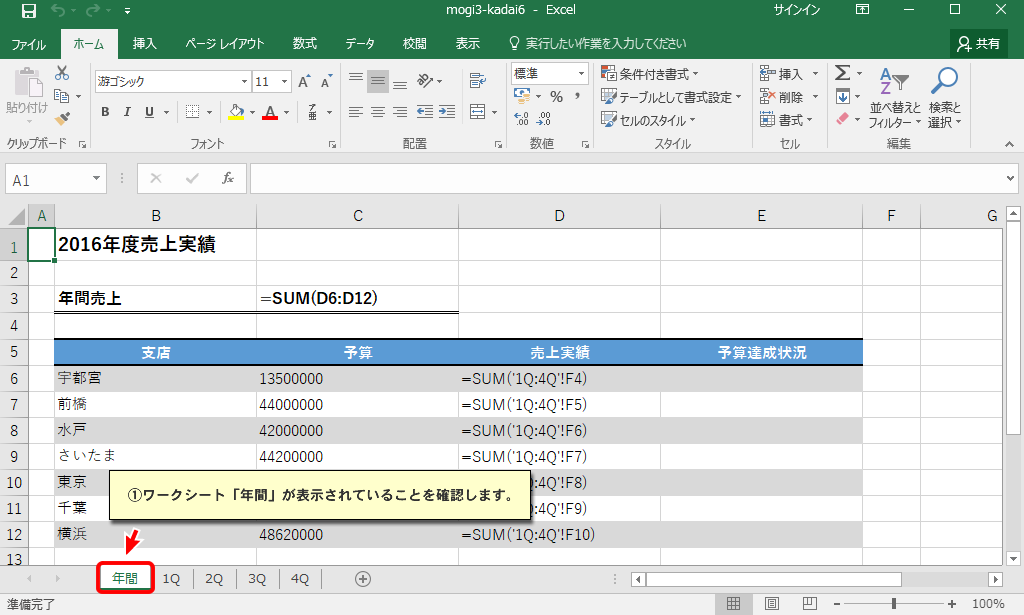 mogi3-kadai6 - Excel
サインイン
ファイル ホーム 挿入 ページ レイアウト 数式 データ 校閲 表示 実行したい作業を入力してください 共有
貼り付け
クリップボード
游ゴシック 11
B I U
フォント
配置
標準
% ,
数値
条件付き書式
テーブルとして書式設定
セルのスタイル
スタイル
挿入
削除
書式
セル
並べ替えと
フィルター
検索と
選択
編集
A1
fx
A B C D E F G
1 2016年度売上実績
2
3 年間売上 =SUM(D6:D12)
4
5 支店 予算 売上実績 予算達成状況
6 宇都宮 13500000 =SUM('1Q:4Q'!F4)
7 前橋 44000000 =SUM('1Q:4Q'!F5)
8 水戸 42000000 =SUM('1Q:4Q'!F6)
9 さいたま 44200000 =SUM('1Q:4Q'!F7)
10 東京 4Q'!F8)
11 千葉 4Q'!F9)
12 横浜 48620000 =SUM('1Q:4Q'!F10)
13
①ワークシート「年間」が表示されていることを確認します。
年間 1Q 2Q 3Q 4Q
準備完了
100%